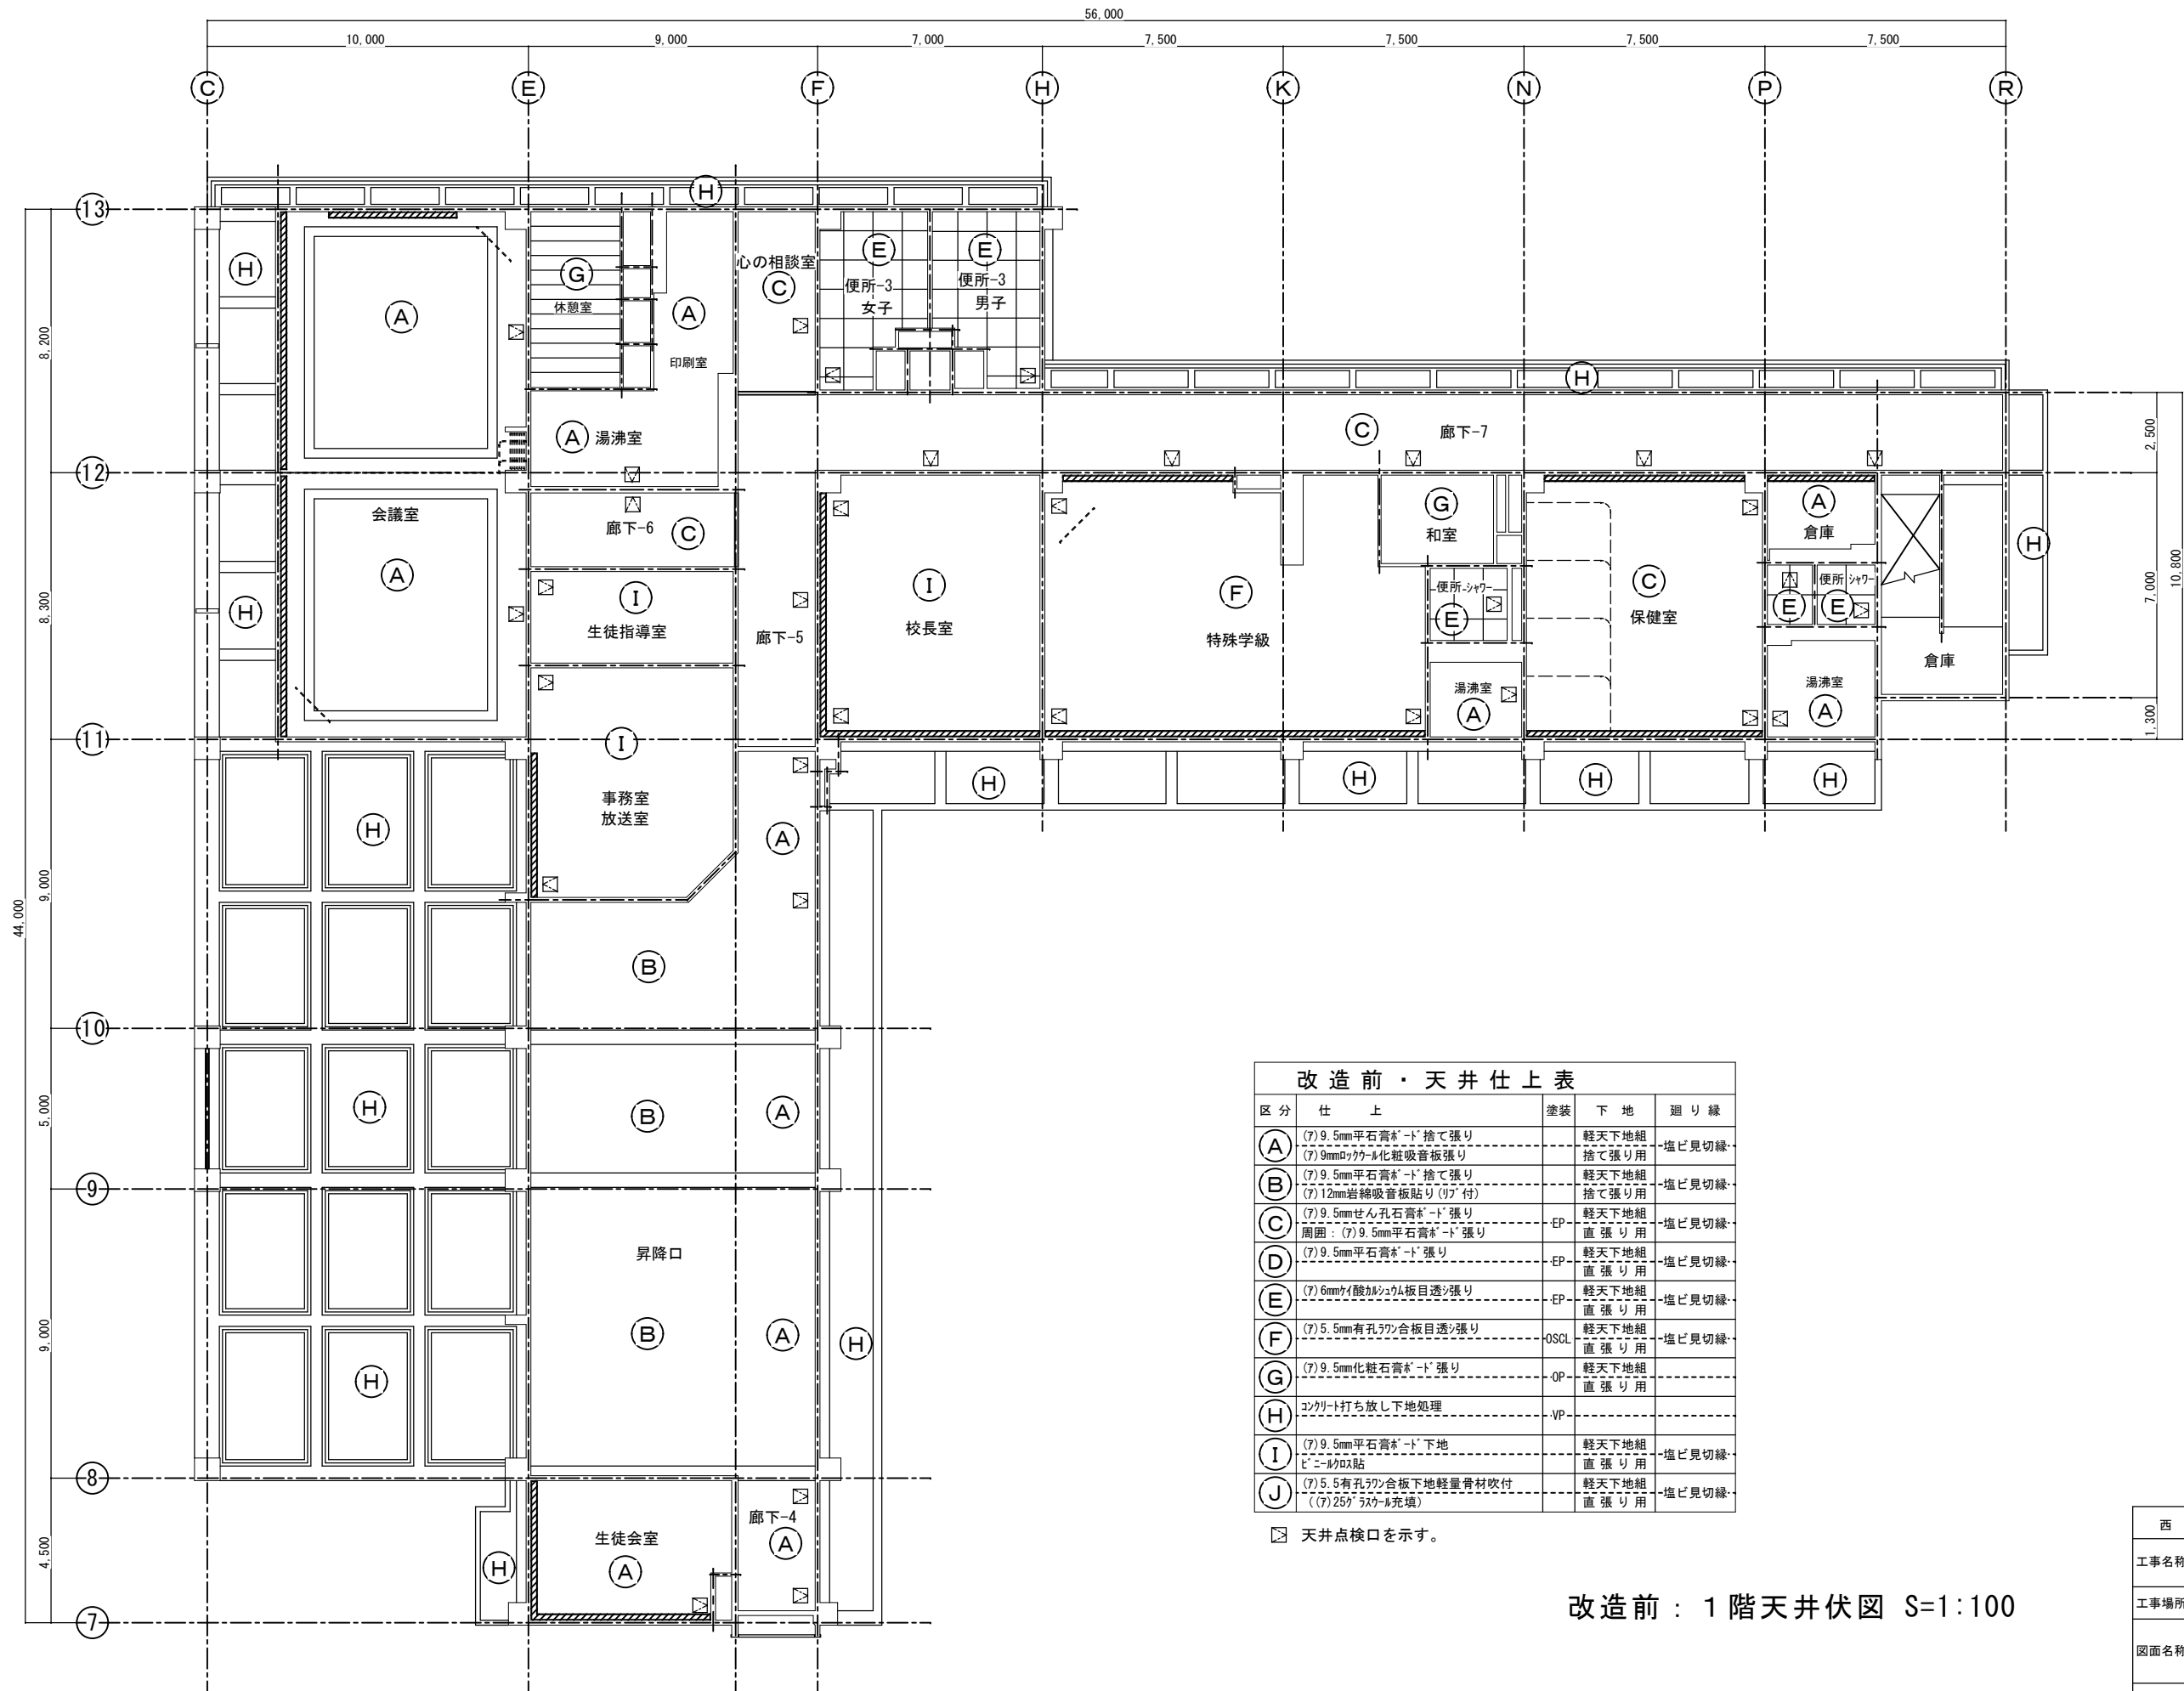 56,000
10,000 9,000 7,000 7,500 7,500 7,500 7,500
C E F H K N P R
13
H
心の相談室
H G E E
C 便所-3 便所-3
A 休憩室 A 女子 男子
8,200
印刷室
H
A 湯沸室 C 廊下-7
2,500
12
会議室
廊下-6 C
G
和室
A
倉庫
H
A
I
生徒指導室
I
校長室
F
特殊学級
便所-シャワー
E
C
保健室
便所 シャワー
E E
8,300
H
廊下-5
倉庫
7,000
10,800
湯沸室
A
湯沸室
A
1,300
11
I
事務室
放送室
H H H H
H
A
9,000
44,000
B
10
H B A
5,000
9
昇降口
B A
H
H
9,000
8
廊下-4
生徒会室
A
A
H
4,500
7
改造前・天井仕上表
区分 仕上 塗装 下地 廻り縁
A (ｱ)9.5mm平石膏ﾎﾞｰﾄﾞ捨て張り 軽天下地組 塩ビ見切縁
(ｱ)9mmﾛｯｸｳｰﾙ化粧吸音板張り 捨て張り用
B (ｱ)9.5mm平石膏ﾎﾞｰﾄﾞ捨て張り 軽天下地組 塩ビ見切縁
(ｱ)12mm岩綿吸音板貼り(ﾘﾌﾞ付) 捨て張り用
C (ｱ)9.5mmせん孔石膏ﾎﾞｰﾄﾞ張り EP 軽天下地組 塩ビ見切縁
周囲：(ｱ)9.5mm平石膏ﾎﾞｰﾄﾞ張り 直張り用
D (ｱ)9.5mm平石膏ﾎﾞｰﾄﾞ張り EP 軽天下地組 塩ビ見切縁
直張り用
E (ｱ)6mmｹｲ酸ｶﾙｼｭｳﾑ板目透ｼ張り EP 軽天下地組 塩ビ見切縁
直張り用
F (ｱ)5.5mm有孔ﾗﾜﾝ合板目透ｼ張り OSCL 軽天下地組 塩ビ見切縁
直張り用
G (ｱ)9.5mm化粧石膏ﾎﾞｰﾄﾞ張り OP 軽天下地組
直張り用
H ｺﾝｸﾘｰﾄ打ち放し下地処理 VP
I (ｱ)9.5mm平石膏ﾎﾞｰﾄﾞ下地 軽天下地組 塩ビ見切縁
ﾋﾞﾆｰﾙｸﾛｽ貼 直張り用
J (ｱ)5.5有孔ﾗﾜﾝ合板下地軽量骨材吹付 軽天下地組 塩ビ見切縁
((ｱ)25ｸﾞﾗｽｳｰﾙ充填) 直張り用
天井点検口を示す。
改造前：１階天井伏図 S=1:100
西
工事名称
工事場所
図面名称